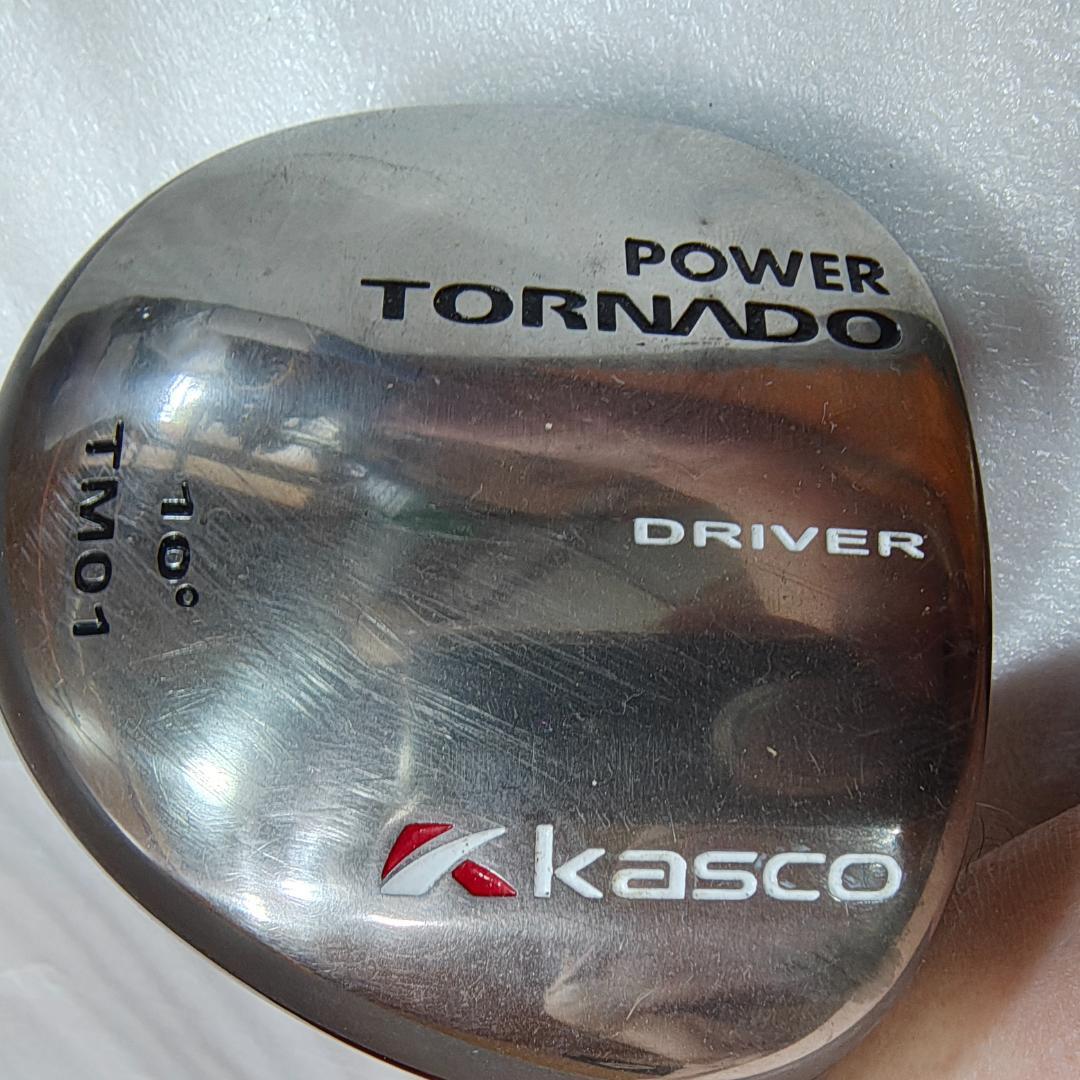 POWER
TORNADO
DRIVER
10°
TM01
kasco